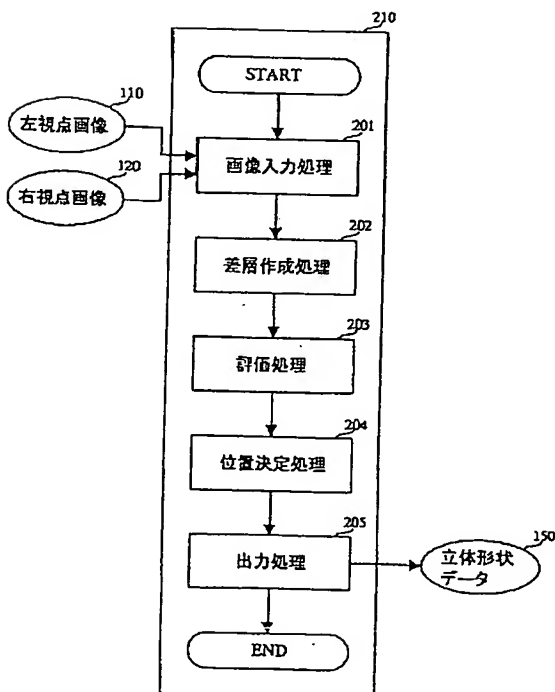 210
START
110
左視点画像
120
右視点画像
201
画像入力処理
202
差層作成処理
203
評価処理
204
位置決定処理
205
出力処理
150
立体形状
データ
END